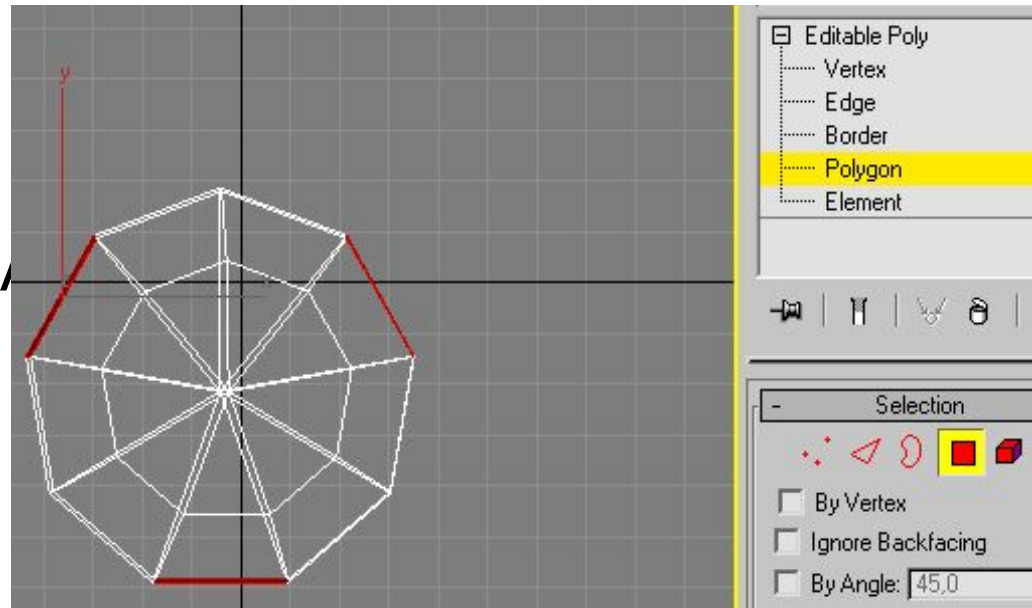 y
Editable Poly
Vertex
Edge
Border
Polygon
Element
- Selection
By Vertex
Ignore Backfacing
By Angle: 45,0